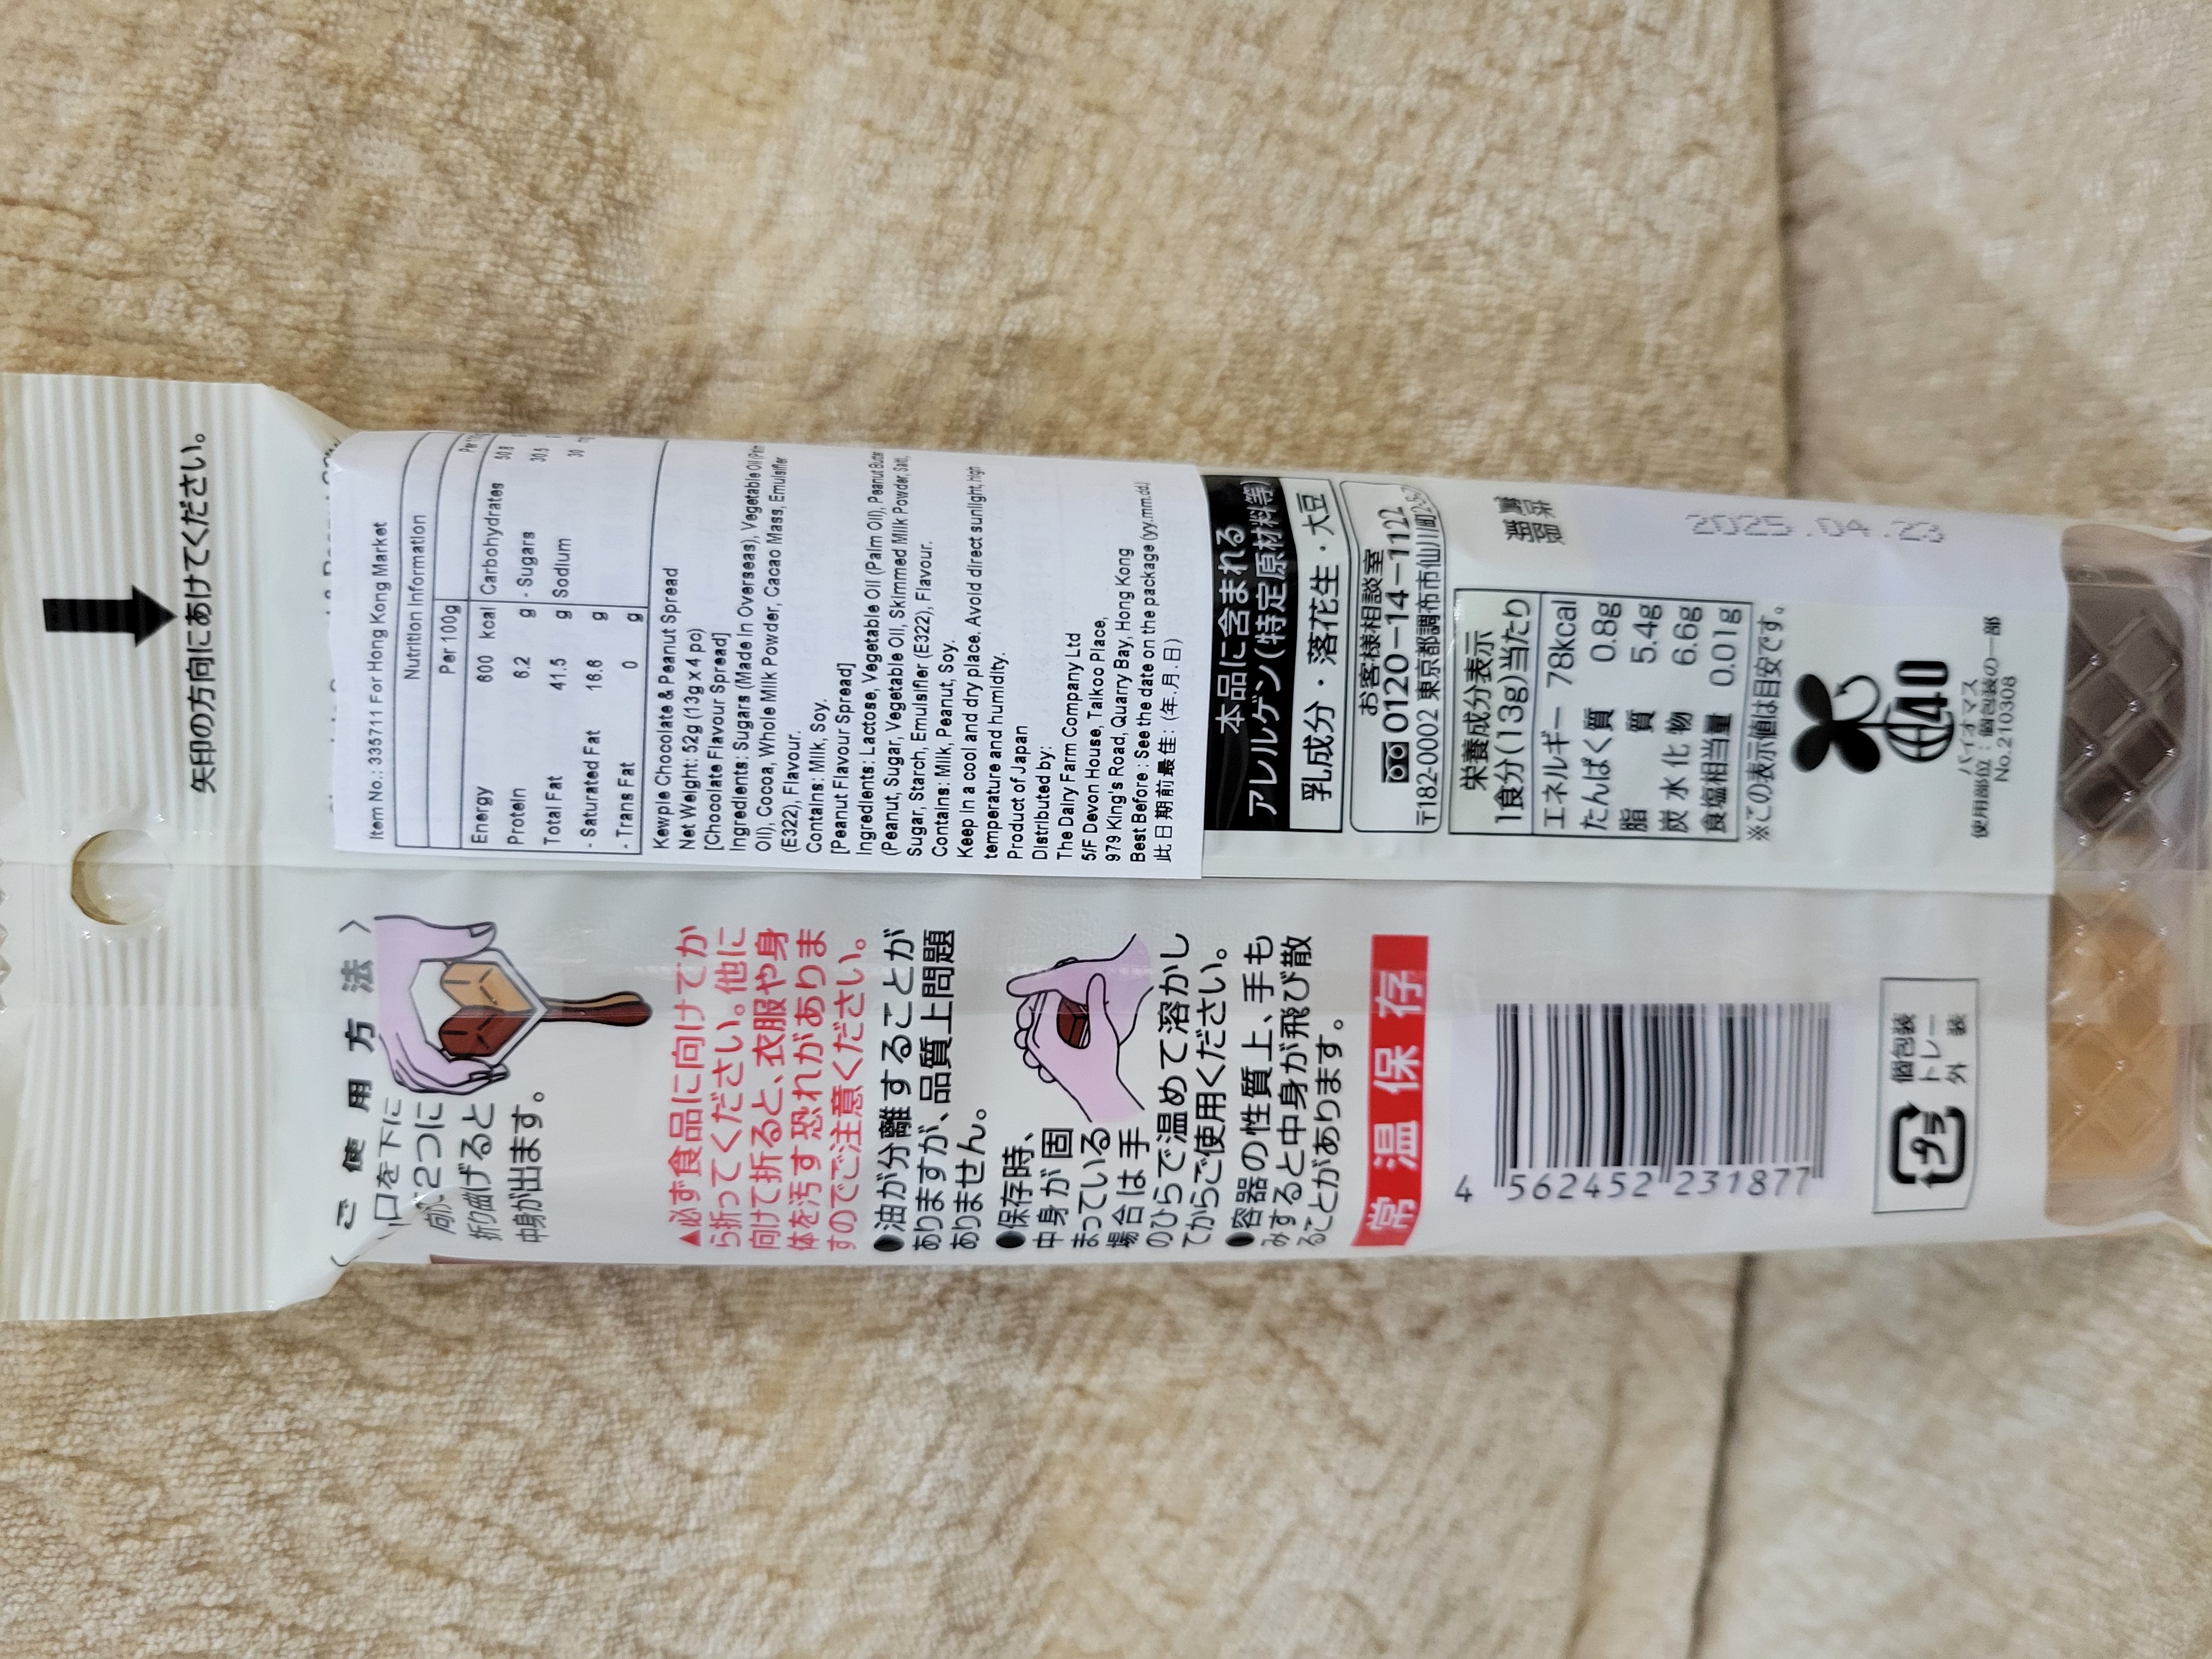 矢印の方向にあけてください。
Item No.: 335711 For Hong Kong Market
Nutrition Information
Per 100g
Energy 600 kcal Carbohydrates 50.8
Protein 6.2 g - Sugars 30.5
Total Fat 41.5 g Sodium 30
- Saturated Fat 16.6 g
- Trans Fat 0 g
Kewpie Chocolate & Peanut Spread
Net Weight: 52g (13g x 4 pc)
[Chocolate Flavour Spread]
Ingredients: Sugars (Made In Overseas), Vegetable Oil (Palm
Oil), Cocoa, Whole Milk Powder, Cacao Mass, Emulsifier
(E322), Flavour.
Contains: Milk, Soy.
[Peanut Flavour Spread]
Ingredients: Lactose, Vegetable Oil (Palm Oil), Peanut Butter
(Peanut, Sugar, Vegetable Oil, Skimmed Milk Powder, Salt),
Sugar, Starch, Emulsifier (E322), Flavour.
Contains: Milk, Peanut, Soy.
Keep in a cool and dry place. Avoid direct sunlight, high
temperature and humidity.
Product of Japan
Distributed by:
The Dairy Farm Company Ltd
5/F Devon House, Taikoo Place,
979 King's Road, Quarry Bay, Hong Kong
Best Before : See the date on the package (yy.mm.dd.)
此日期前最佳: (年.月.日)
本品に含まれる
アレルゲン(特定原材料等)
乳成分・落花生・大豆
お客様相談室
0120-14-1122
〒182-0002 東京都調布市仙川町2-5-7
栄養成分表示
1食分(13g)当たり
エネルギー 78kcal
たんぱく質 0.8g
脂質 5.4g
炭水化物 6.6g
食塩相当量 0.01g
※この表示値は目安です。
賞味
期限
2025.04.23
40
バイオマス
使用部位:個包装の一部
No.210308
〈ご使用方法〉
口を下に
向け2つに
折り曲げると
中身が出ます。
▲必ず食品に向けてか
ら折ってください。他に
向けて折ると、衣服や身
体を汚す恐れがありま
すのでご注意ください。
●油が分離することが
ありますが、品質上問題
ありません。
●保存時、
中身が固
まっている
場合は手
のひらで温めて溶かし
てからご使用ください。
●容器の性質上、手も
みすると中身が飛び散
ることがあります。
常温保存
4 562452 231877
プラ
個包装
トレー
外装